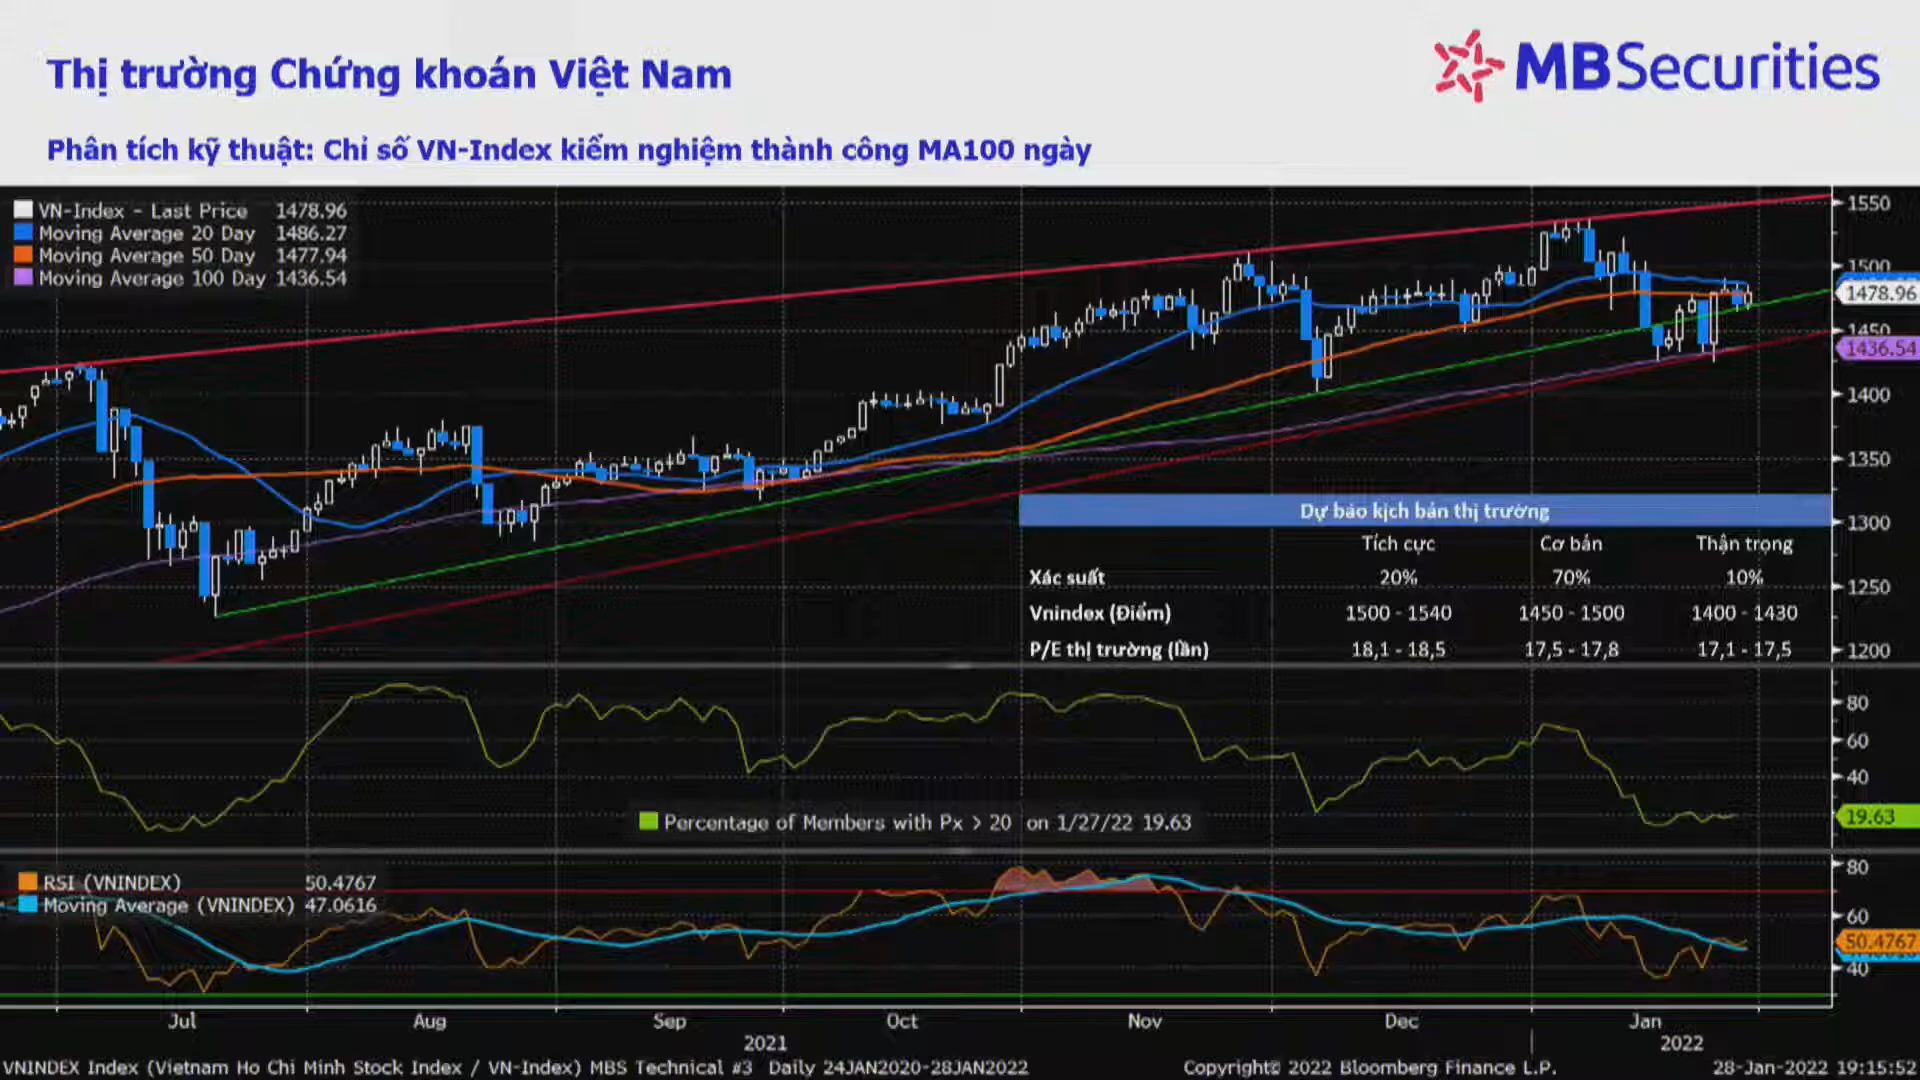 Thị trường Chứng khoán Việt Nam
MBSecurities
Phân tích kỹ thuật: Chỉ số VN-Index kiểm nghiệm thành công MA100 ngày
VN-Index - Last Price 1478.96
Moving Average 20 Day 1486.27
Moving Average 50 Day 1477.94
Moving Average 100 Day 1436.54
1550
1500
1478.96
1450
1436.54
1400
1350
1300
1250
1200
Dự báo kịch bản thị trường
Tích cực Cơ bản Thận trọng
Xác suất 20% 70% 10%
Vnindex (Điểm) 1500 - 1540 1450 - 1500 1400 - 1430
P/E thị trường (lần) 18,1 - 18,5 17,5 - 17,8 17,1 - 17,5
80
60
40
19.63
Percentage of Members with Px > 20 on 1/27/22 19.63
RSI (VNINDEX) 50.4767
Moving Average (VNINDEX) 47.0616
80
60
50.4767
40
Jul Aug Sep Oct Nov Dec Jan
2021 2022
VNINDEX Index (Vietnam Ho Chi Minh Stock Index / VN-Index) MBS Technical #3 Daily 24JAN2020-28JAN2022 Copyright© 2022 Bloomberg Finance L.P. 28-Jan-2022 19:15:52